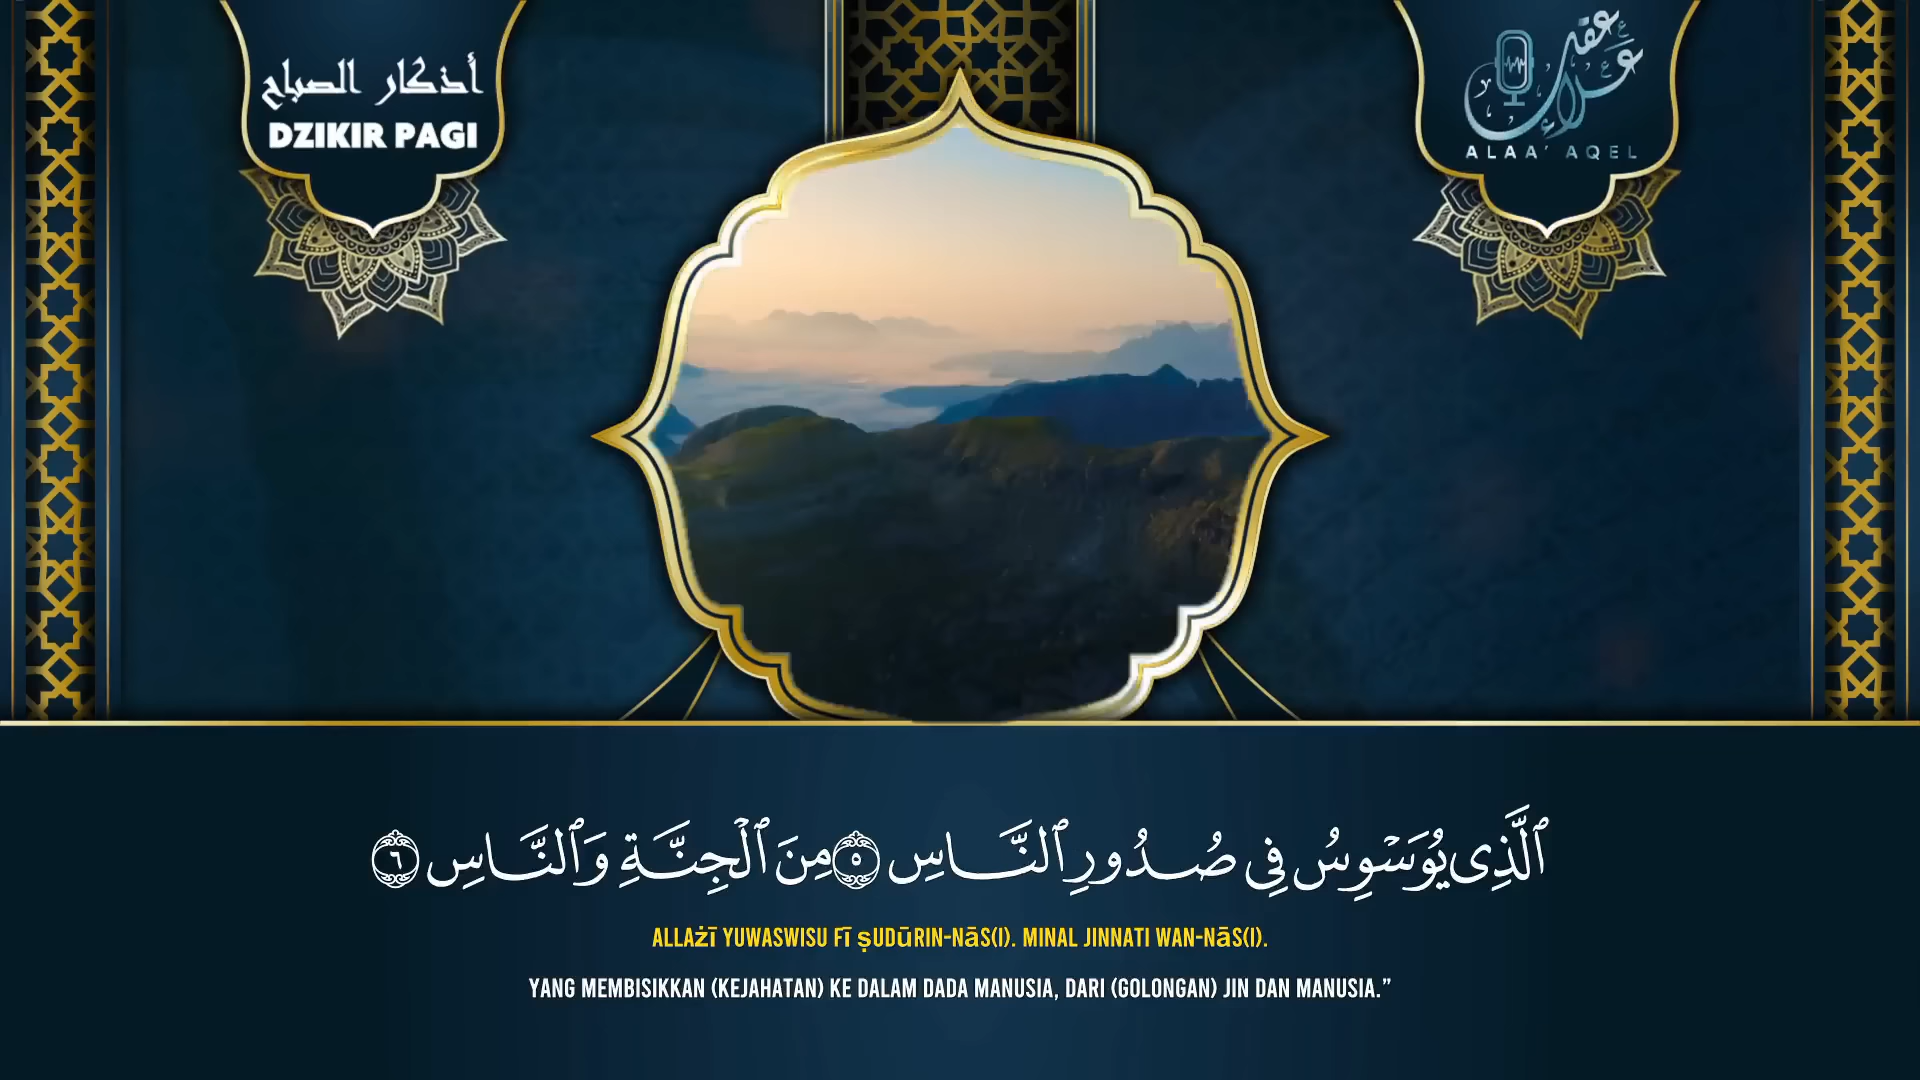 أذكار الصباح
DZIKIR PAGI
علاء عقل
ALAA' AQEL
ٱلَّذِى يُوَسْوِسُ فِى صُدُورِ ٱلنَّاسِ ٥ مِنَ ٱلْجِنَّةِ وَٱلنَّاسِ ٦
ALLAŻĪ YUWASWISU FĪ ṣUDŪRIN-NĀS(I). MINAL JINNATI WAN-NĀS(I).
YANG MEMBISIKKAN (KEJAHATAN) KE DALAM DADA MANUSIA, DARI (GOLONGAN) JIN DAN MANUSIA.”